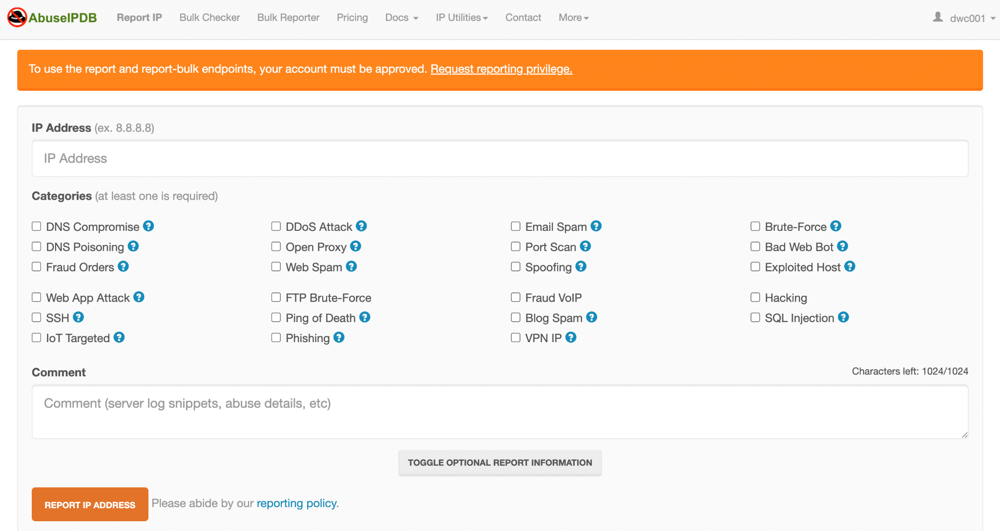 AbuseIPDB Report IP Bulk Checker Bulk Reporter Pricing Docs IP Utilities Contact More dwc001
To use the report and report-bulk endpoints, your account must be approved. Request reporting privilege.
IP Address (ex. 8.8.8.8)
IP Address
Categories (at least one is required)
DNS Compromise ? DDoS Attack ? Email Spam ? Brute-Force ?
DNS Poisoning ? Open Proxy ? Port Scan ? Bad Web Bot ?
Fraud Orders ? Web Spam ? Spoofing ? Exploited Host ?
Web App Attack ? FTP Brute-Force Fraud VoIP Hacking
SSH ? Ping of Death ? Blog Spam ? SQL Injection ?
IoT Targeted ? Phishing ? VPN IP ?
Comment Characters left: 1024/1024
Comment (server log snippets, abuse details, etc)
TOGGLE OPTIONAL REPORT INFORMATION
REPORT IP ADDRESS Please abide by our reporting policy.